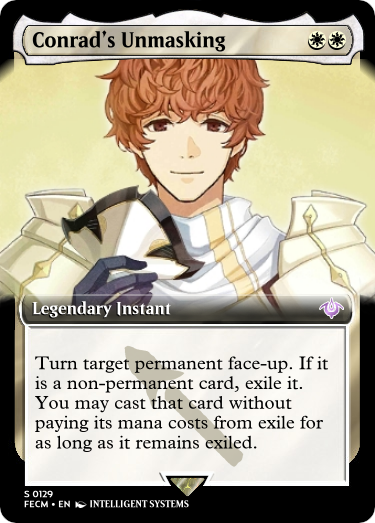 Conrad's Unmasking
Legendary Instant
Turn target permanent face-up. If it
is a non-permanent card, exile it.
You may cast that card without
paying its mana costs from exile for
as long as it remains exiled.
S 0129
FECM • EN INTELLIGENT SYSTEMS